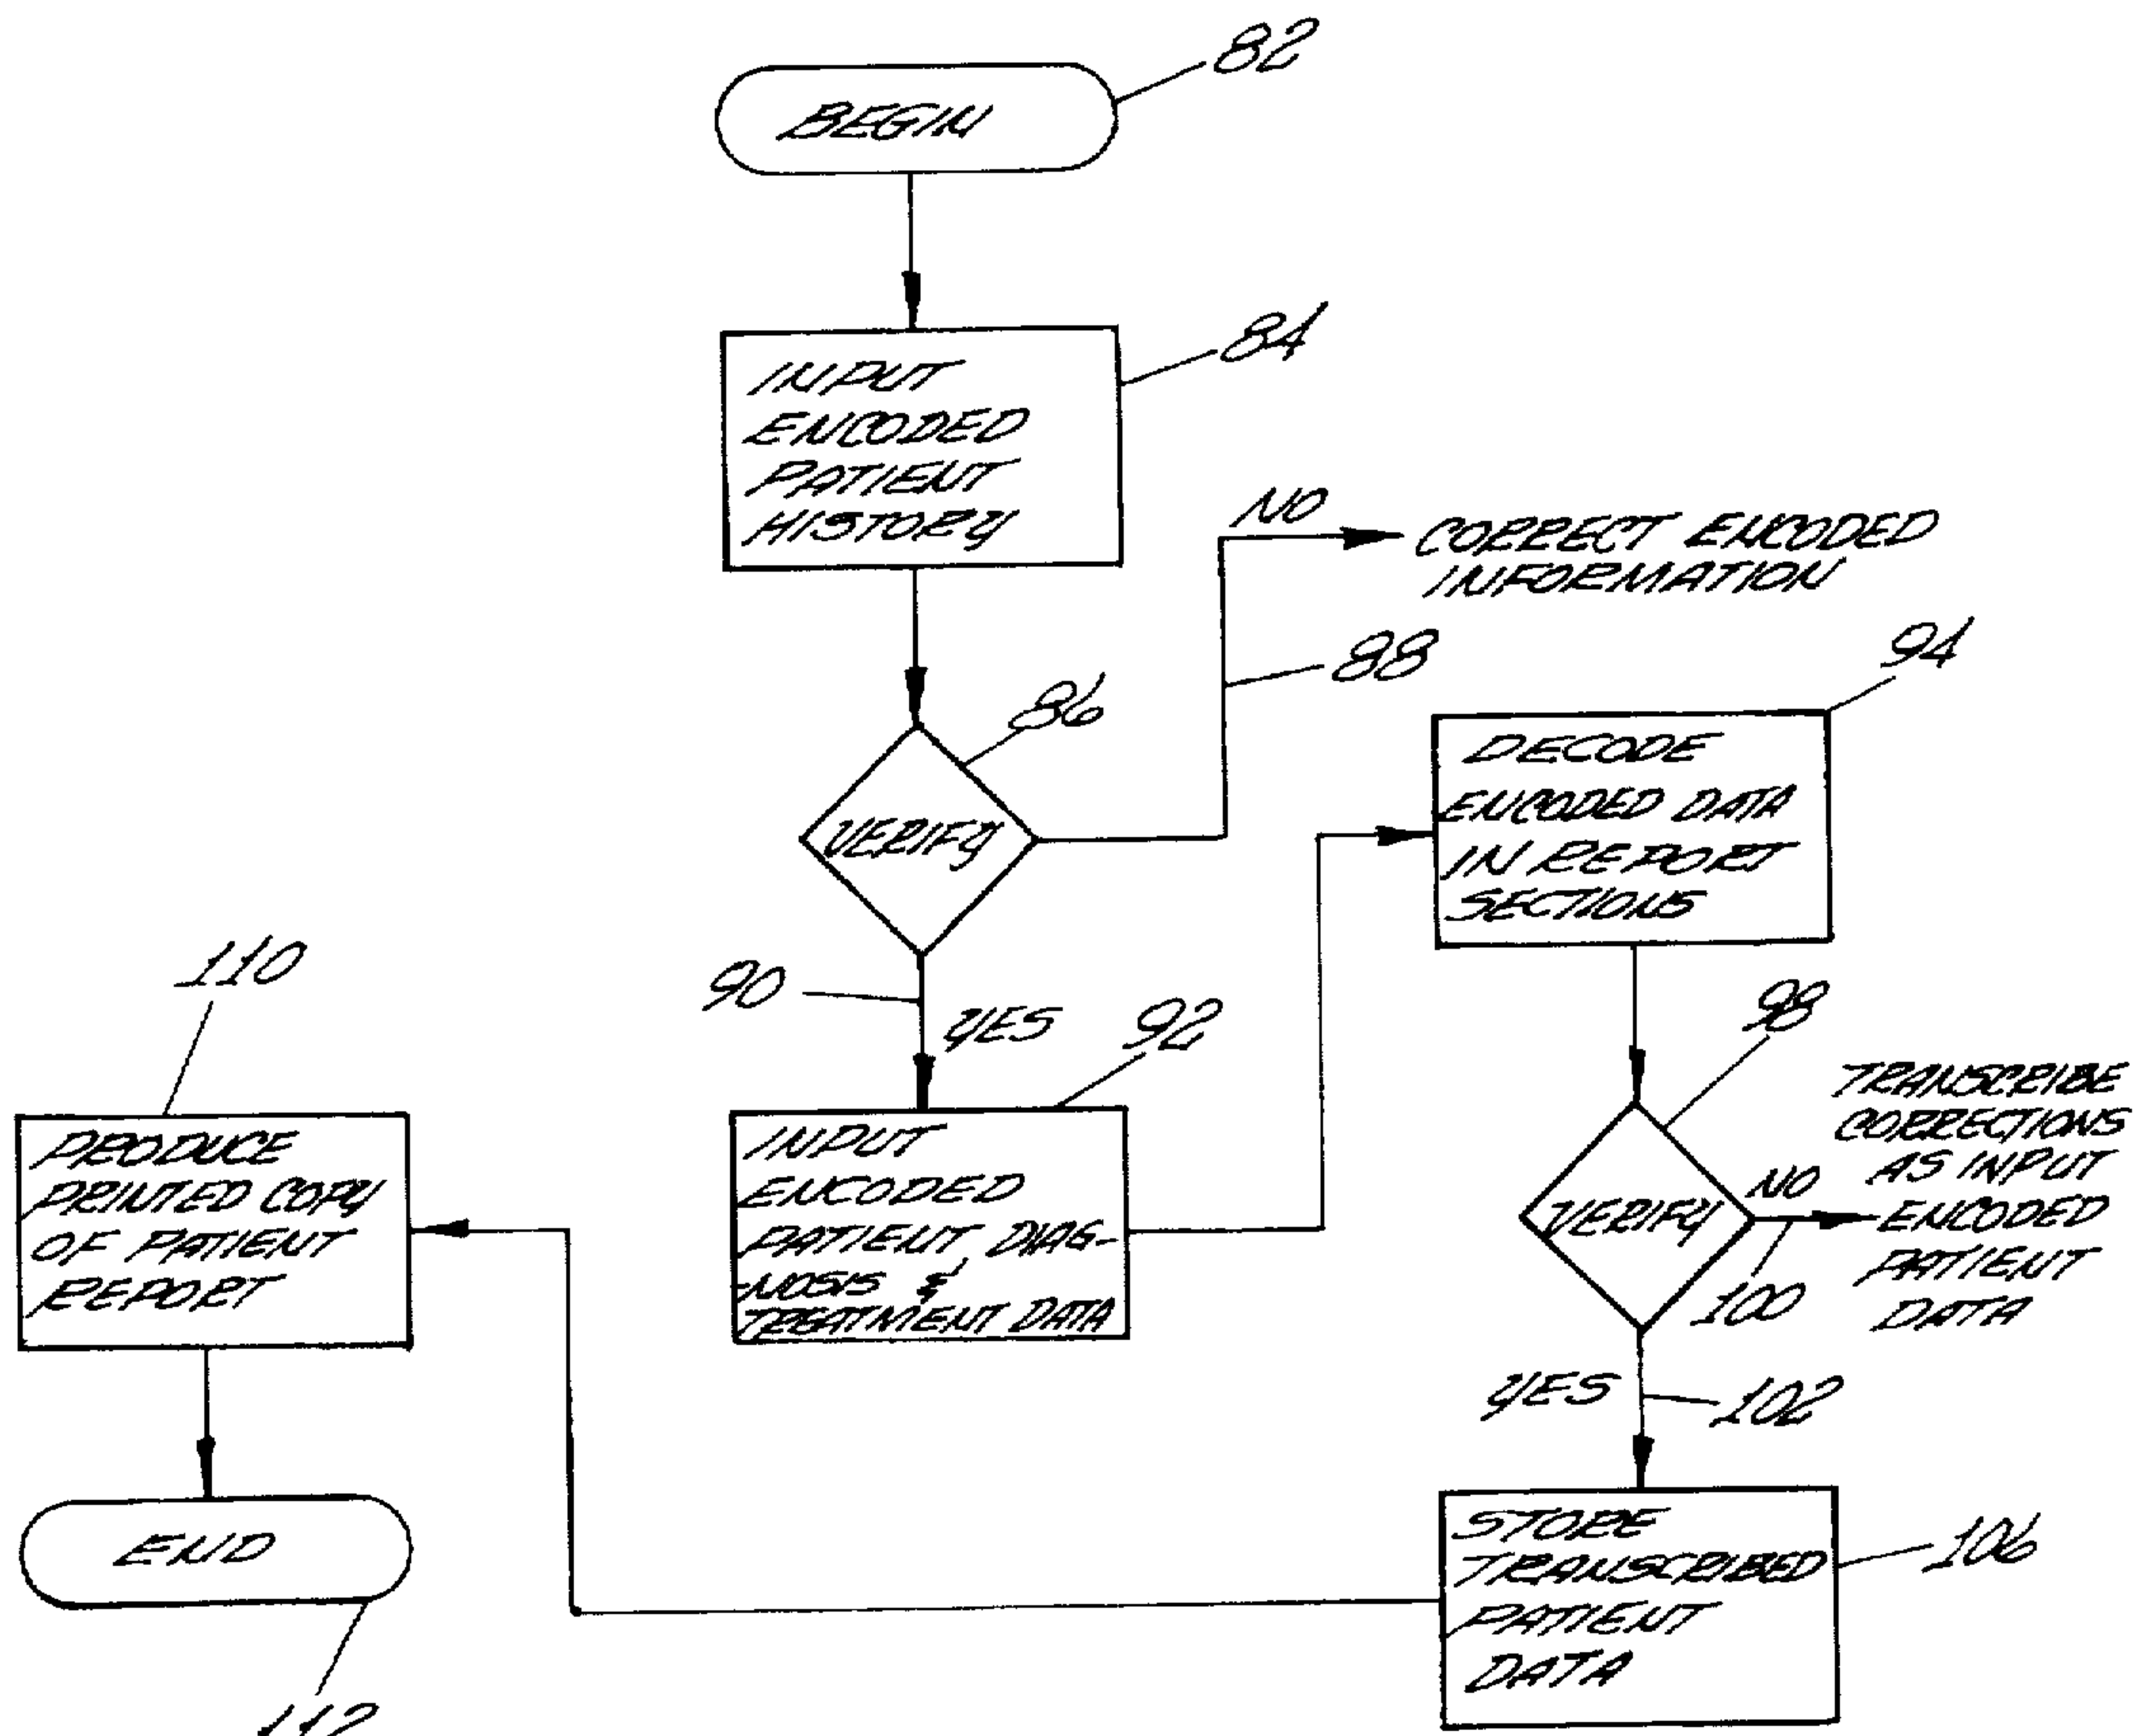 82
BEGIN
84
INPUT
ENCODED
PATIENT
HISTORY
NO
CORRECT ENCODED
INFORMATION
88
86
VERIFY
94
DECODE
ENCODED DATA
IN REPORT
SECTIONS
90
YES
92
INPUT
ENCODED
PATIENT, DIAG-
NOSIS &
TREATMENT DATA
98
VERIFY
NO
100
TRANSCRIBE
CORRECTIONS
AS INPUT
ENCODED
PATIENT
DATA
YES
102
STORE
TRANSCRIBED
PATIENT
DATA
106
110
PRODUCE
PRINTED COPY
OF PATIENT
REPORT
END
112